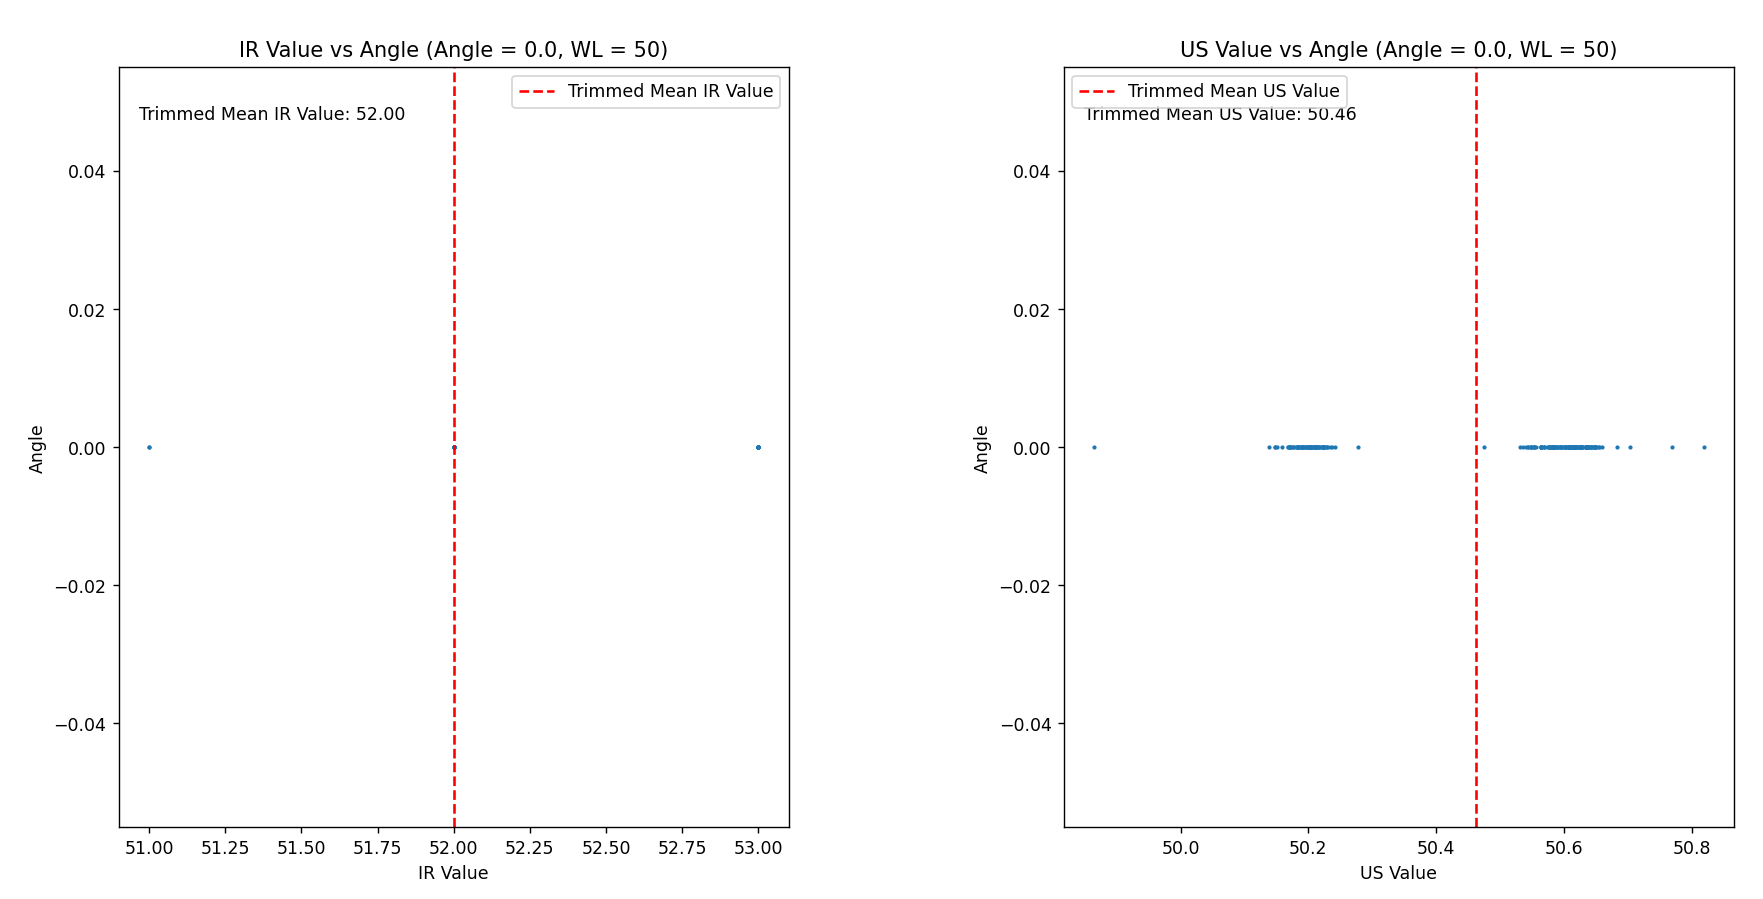 IR Value vs Angle (Angle = 0.0, WL = 50)
Trimmed Mean IR Value
Trimmed Mean IR Value: 52.00
Angle
0.04
0.02
0.00
−0.02
−0.04
51.00 51.25 51.50 51.75 52.00 52.25 52.50 52.75 53.00
IR Value
US Value vs Angle (Angle = 0.0, WL = 50)
Trimmed Mean US Value
Trimmed Mean US Value: 50.46
Angle
0.04
0.02
0.00
−0.02
−0.04
50.0 50.2 50.4 50.6 50.8
US Value